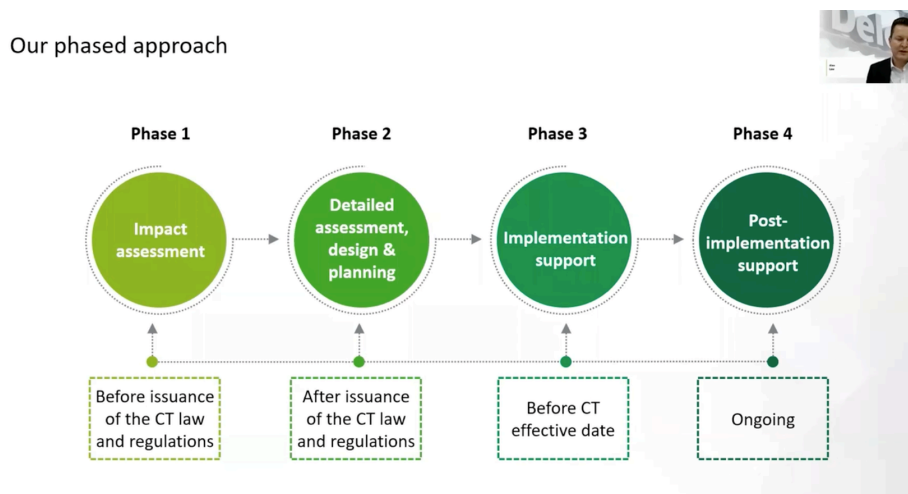 Our phased approach
Phase 1
Phase 2
Phase 3
Phase 4
Impact
assessment
Detailed
assessment,
design &
planning
Implementation
support
Post-
implementation
support
Before issuance
of the CT law
and regulations
After issuance
of the CT law
and regulations
Before CT
effective date
Ongoing